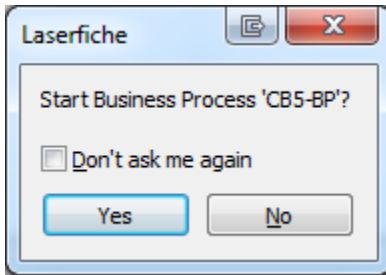 Laserfiche
Start Business Process 'CB5-BP'?
Don't ask me again
Yes
No